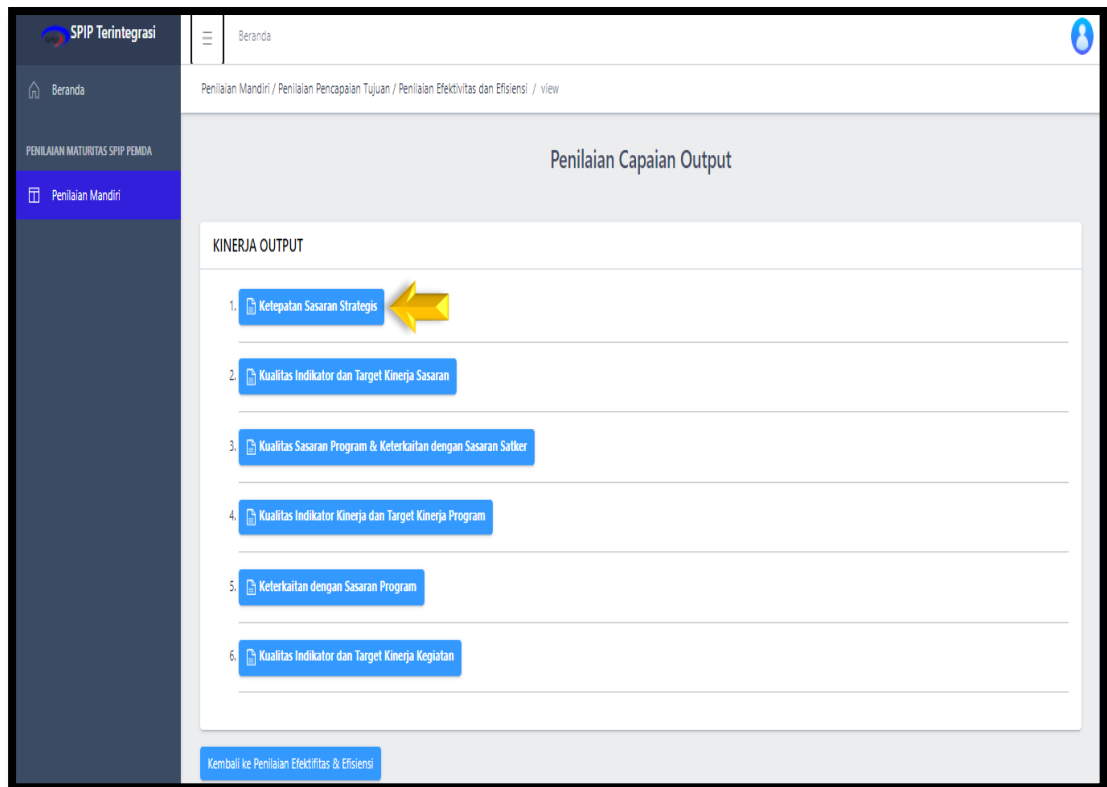 SPIP Terintegrasi
Beranda
Beranda
Penilaian Mandiri / Penilaian Pencapaian Tujuan / Penilaian Efektivitas dan Efisiensi / view
PENILAIAN MATURITAS SPIP PEMDA
Penilaian Mandiri
Penilaian Capaian Output
KINERJA OUTPUT
1. Ketepatan Sasaran Strategis
2. Kualitas Indikator dan Target Kinerja Sasaran
3. Kualitas Sasaran Program & Keterkaitan dengan Sasaran Satker
4. Kualitas Indikator Kinerja dan Target Kinerja Program
5. Keterkaitan dengan Sasaran Program
6. Kualitas Indikator dan Target Kinerja Kegiatan
Kembali ke Penilaian Efektifitas & Efisiensi